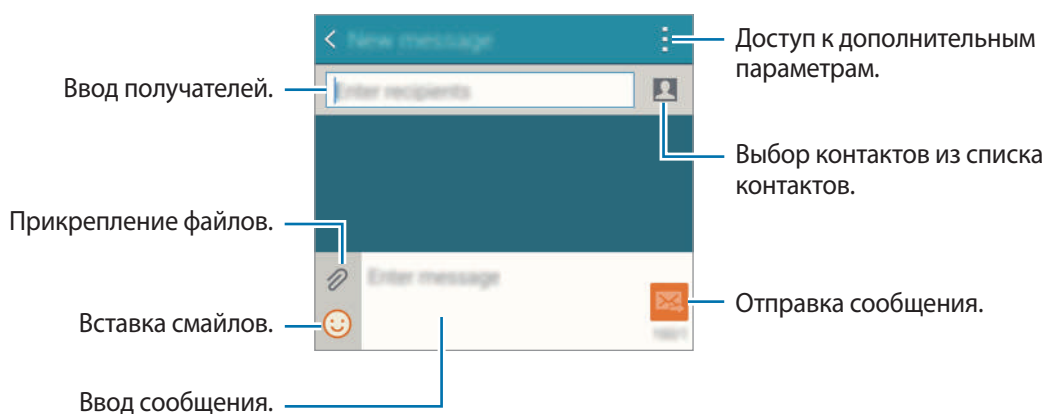 New message
Доступ к дополнительным
параметрам.
Ввод получателей.
Enter recipients
Выбор контактов из списка
контактов.
Прикрепление файлов.
Enter message
Отправка сообщения.
Вставка смайлов.
Ввод сообщения.